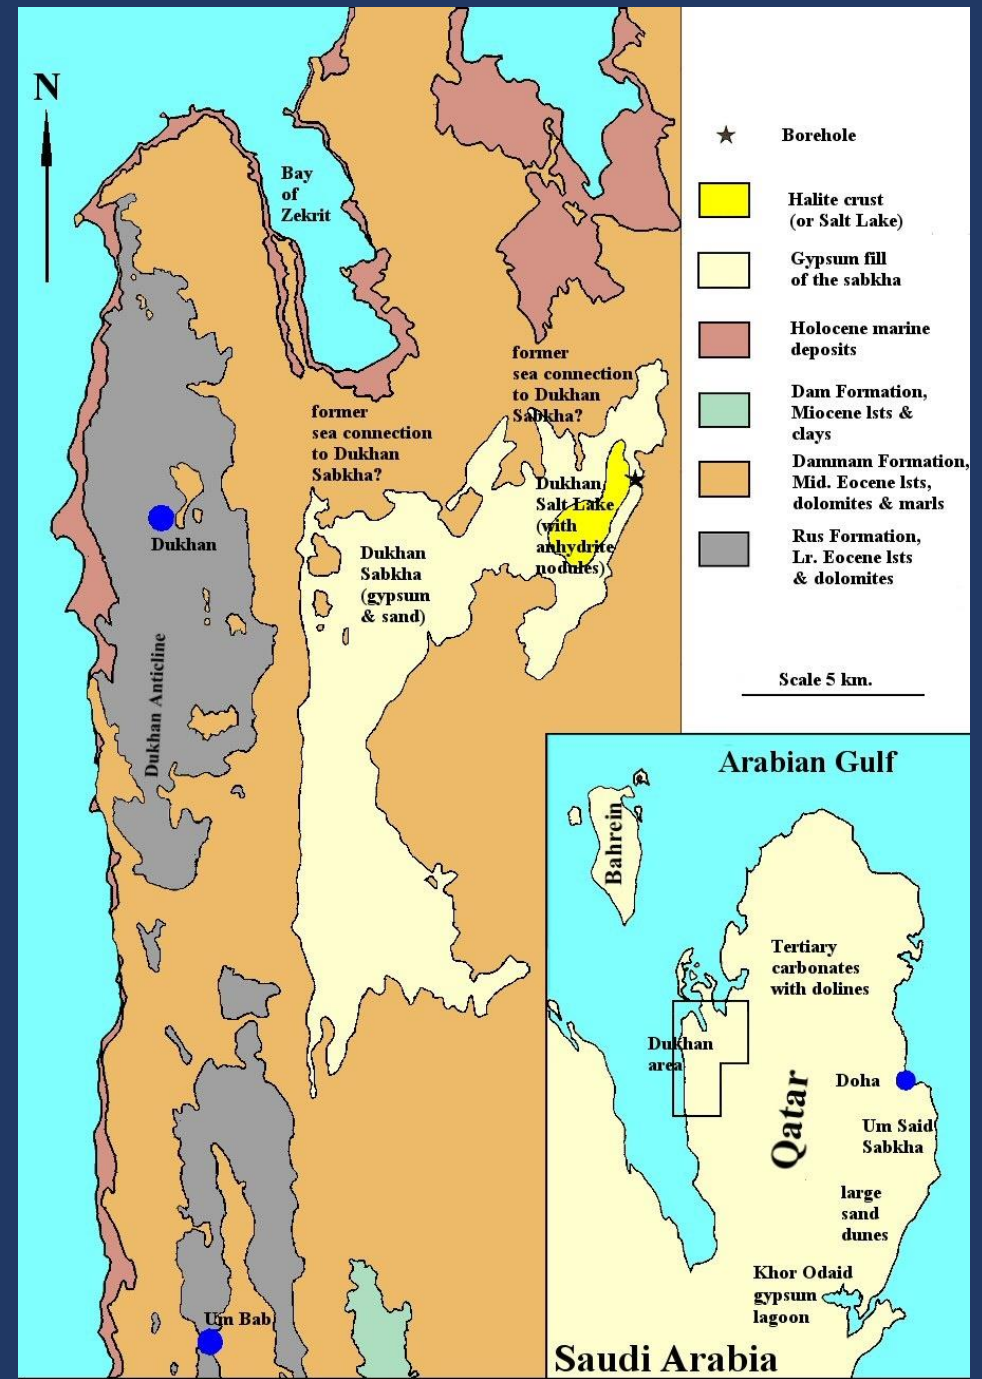 N
Bay
of
Zekrit
former
sea connection
to Dukhan
Sabkha?
former
sea connection
to Dukhan
Sabkha?
Dukhan
Salt Lake
(with
anhydrite
nodules)
Dukhan
Dukhan
Sabkha
(gypsum
& sand)
Dukhan Anticline
Um Bab
Borehole
Halite crust
(or Salt Lake)
Gypsum fill
of the sabkha
Holocene marine
deposits
Dam Formation,
Miocene lsts &
clays
Dammam Formation,
Mid. Eocene lsts,
dolomites & marls
Rus Formation,
Lr. Eocene lsts
& dolomites
Scale 5 km.
Arabian Gulf
Bahrein
Tertiary
carbonates
with dolines
Dukhan
area
Doha
Qatar
Um Said
Sabkha
large
sand
dunes
Khor Odaid
gypsum
lagoon
Saudi Arabia